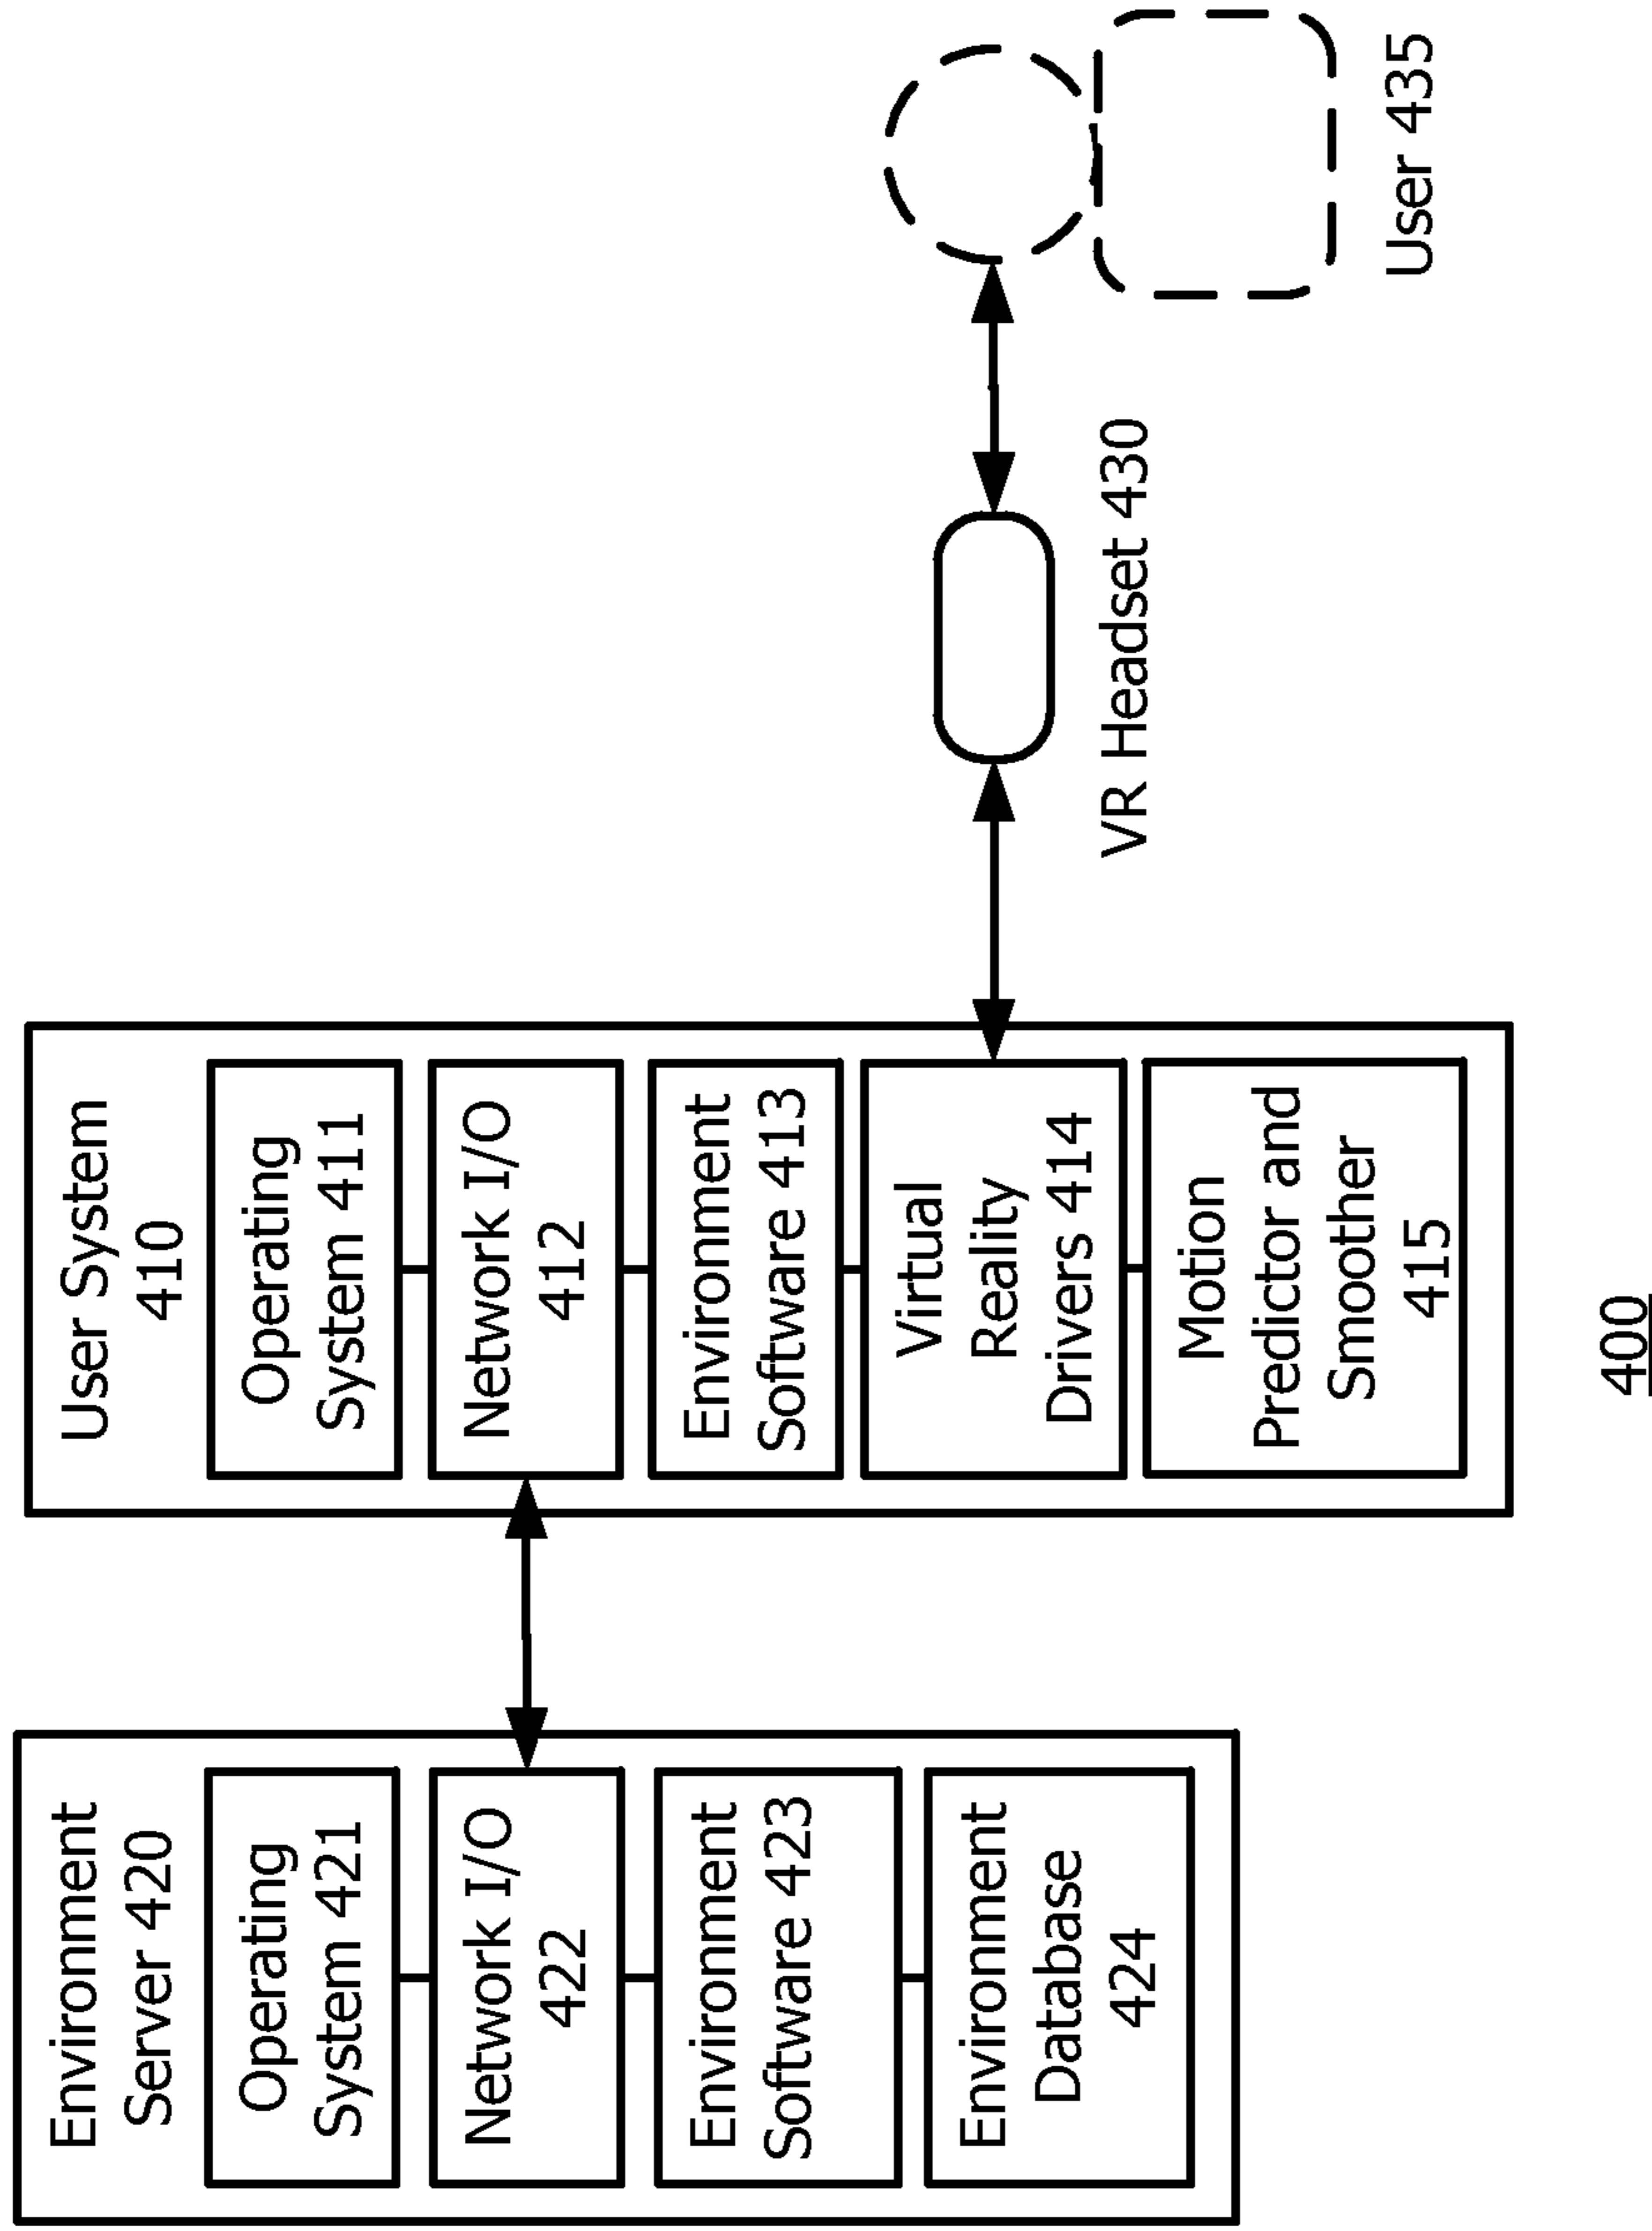 Environment
Server 420
Operating
System 421
Network I/O
422
Environment
Software 423
Environment
Database
424
User System
410
Operating
System 411
Network I/O
412
Environment
Software 413
Virtual
Reality
Drivers 414
Motion
Predictor and
Smoother
415
VR Headset 430
User 435
400